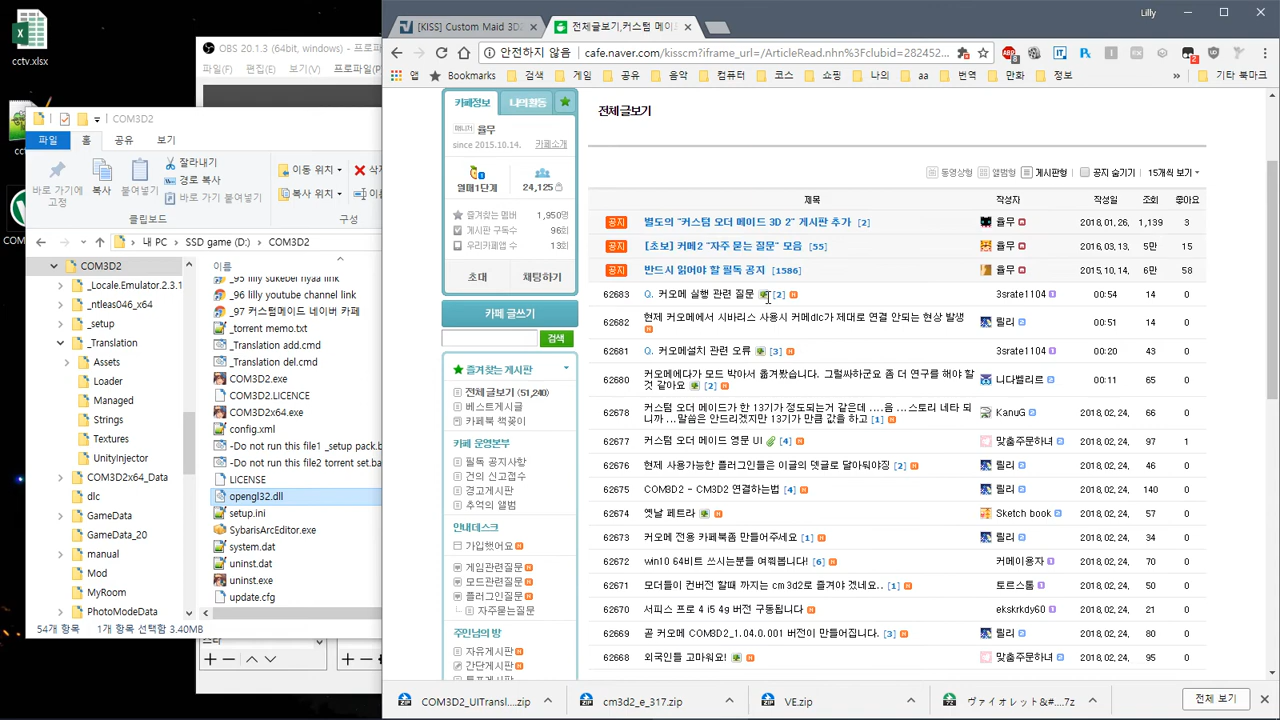 cctv.xlsx
OBS 20.1.3 (64bit, windows) - 프로파일
파일(F) 편집(E) 보기(V) 프로파일(P)
COM3D2
파일 홈 공유 보기
바로 가기에 고정
복사
붙여넣기
잘라내기
경로 복사
바로 가기 붙여넣기
클립보드
이동 위치
복사 위치
구성
내 PC > SSD game (D:) > COM3D2
COM3D2
_Locale.Emulator.2.3.1
_ntleas046_x64
_setup
_Translation
Assets
Loader
Managed
Strings
Textures
UnityInjector
COM3D2x64_Data
dlc
GameData
GameData_20
manual
Mod
MyRoom
PhotoModeData
이름
_95 lilly sukebei nyaa link
_96 lilly youtube channel link
_97 커스텀메이드 네이버 카페
_torrent memo.txt
_Translation add.cmd
_Translation del.cmd
COM3D2.exe
COM3D2.LICENCE
COM3D2x64.exe
config.xml
-Do not run this file1 _setup pack.b
-Do not run this file2 torrent set.ba
LICENSE
opengl32.dll
setup.ini
SybarisArcEditor.exe
system.dat
uninst.dat
uninst.exe
update.cfg
54개 항목 1개 항목 선택함 3.40MB
Lilly
[KISS] Custom Maid 3D2
전체글보기,커스텀 메이드
안전하지 않음 cafe.naver.com/kisscm?iframe_url=/ArticleRead.nhn%3Fclubid=282452...
앱 Bookmarks 검색 게임 공유 음악 컴퓨터 코스 쇼핑 나의 aa 번역 만화 정보 » 기타 북마크
카페정보 나의활동
매니저 율무
since 2015.10.14. 카페소개
열매1단계 24,125
즐겨찾는 멤버 1,950명
게시판 구독수 96회
우리카페앱 수 13회
초대 채팅하기
카페 글쓰기
검색
즐겨찾는 게시판
전체글보기 (51,240)
베스트게시글
카페북 책꽂이
카페 운영본부
필독 공지사항
건의 신고접수
경고게시판
추억의 앨범
안내데스크
가입했어요
게임관련질문
모드관련질문
플러그인질문
자주묻는질문
주민님의 방
자유게시판
간단게시판
전체글보기
동영상형 앨범형 게시판형 공지 숨기기 15개씩 보기
제목 작성자 작성일 조회 좋아요
공지 별도의 "커스텀 오더 메이드 3D 2" 게시판 추가 [2] 율무 2018.01.26. 1,139 3
공지 [초보] 커메2 "자주 묻는 질문" 모음 [55] 율무 2016.03.13. 5만 15
공지 반드시 읽어야 할 필독 공지 [1586] 율무 2015.10.14. 6만 58
62683 Q. 커오메 실행 관련 질문 [2] 3srate1104 00:54 14 0
62682 현제 커오메에서 시바리스 사용시 커메dlc가 제대로 연결 안되는 현상 발생 릴리 00:51 14 0
62681 Q. 커오메설치 관련 오류 [3] 3srate1104 00:20 43 0
62680 커오메에다가 모드 박아서 옮겨봤습니다. 그럴싸하군요 좀 더 연구를 해야 할 것 같아요 [2] 니다벨리르 00:11 65 0
62678 커스텀 오더 메이드가 한 13기가 정도되는거 같은데 ....음 ...스토리 네타 되니까 ...말씀은 안드리겠지만 13기가 만큼 값을 하고 [1] KanuG 2018.02.24. 66 0
62677 커스텀 오더 메이드 영문 UI [4] 맞춤주문하녀 2018.02.24. 97 1
62676 현제 사용가능한 플러그인들은 이글의 댓글로 달아줘야징 [2] 릴리 2018.02.24. 46 0
62675 COM3D2 - CM3D2 연결하는법 [4] 릴리 2018.02.24. 140 0
62674 옛날 페트라 Sketch book 2018.02.24. 57 0
62673 커오메 전용 카페북좀 만들어주세요 [1] 릴리 2018.02.24. 34 0
62672 win10 64비트 쓰시는분들 여쭤봅니다! [6] 커메이용자 2018.02.24. 70 0
62671 모더들이 컨버전 할때 까지는 cm3d2로 즐겨야 겠네요.. [1] 토르스톰 2018.02.24. 50 0
62670 서피스 프로 4 i5 4g 버전 구동됩니다 ekskrkdy60 2018.02.24. 21 0
62669 곧 커오메 COM3D2_1.04.0.001 버전이 만들어집니다. [3] 릴리 2018.02.24. 80 0
62668 외국인들 고마워요! 맞춤주문하녀 2018.02.24. 95 0
COM3D2_UITransl....zip cm3d2_e_317.zip VE.zip ヴァイオレット&#....7z 전체 보기